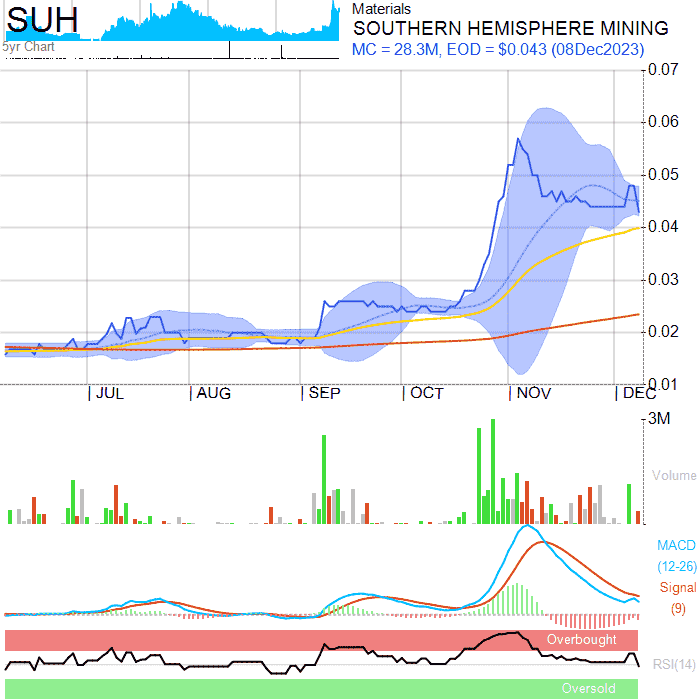 SUH
Materials
SOUTHERN HEMISPHERE MINING
5yr Chart
MC = 28.3M, EOD = $0.043 (08Dec2023)
0.07
0.06
0.05
0.04
0.03
0.02
0.01
JUL AUG SEP OCT NOV DEC
3M
Volume
MACD
(12-26)
Signal
(9)
Overbought
RSI(14)
Oversold